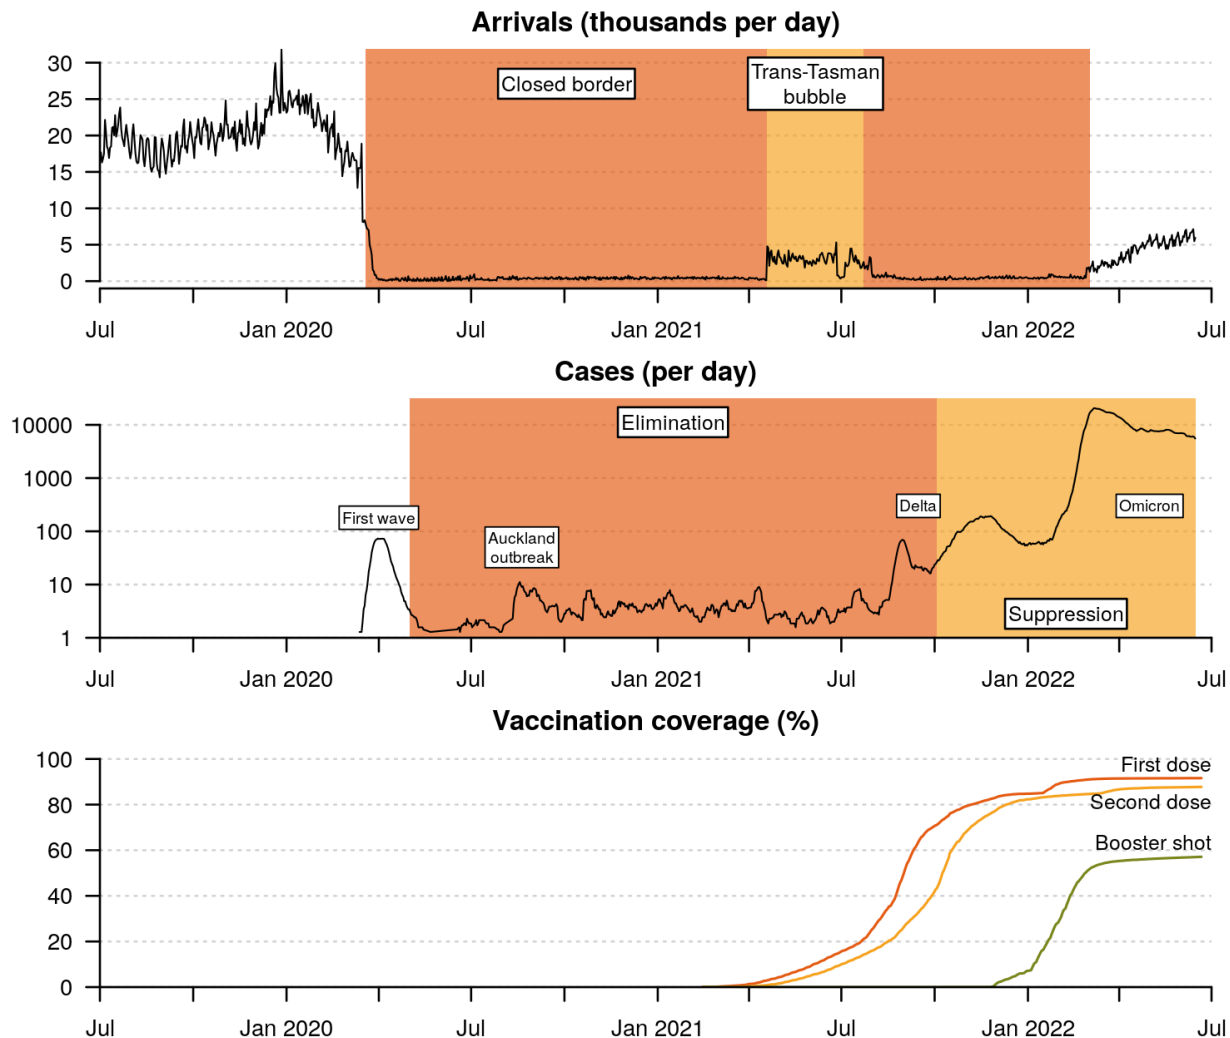 Arrivals (thousands per day)
30
25
20
15
10
5
0
Closed border
Trans-Tasman
bubble
Jul
Jan 2020
Jul
Jan 2021
Jul
Jan 2022
Jul
Cases (per day)
10000
1000
100
10
1
Elimination
First wave
Auckland
outbreak
Delta
Omicron
Suppression
Jul
Jan 2020
Jul
Jan 2021
Jul
Jan 2022
Jul
Vaccination coverage (%)
100
80
60
40
20
0
First dose
Second dose
Booster shot
Jul
Jan 2020
Jul
Jan 2021
Jul
Jan 2022
Jul